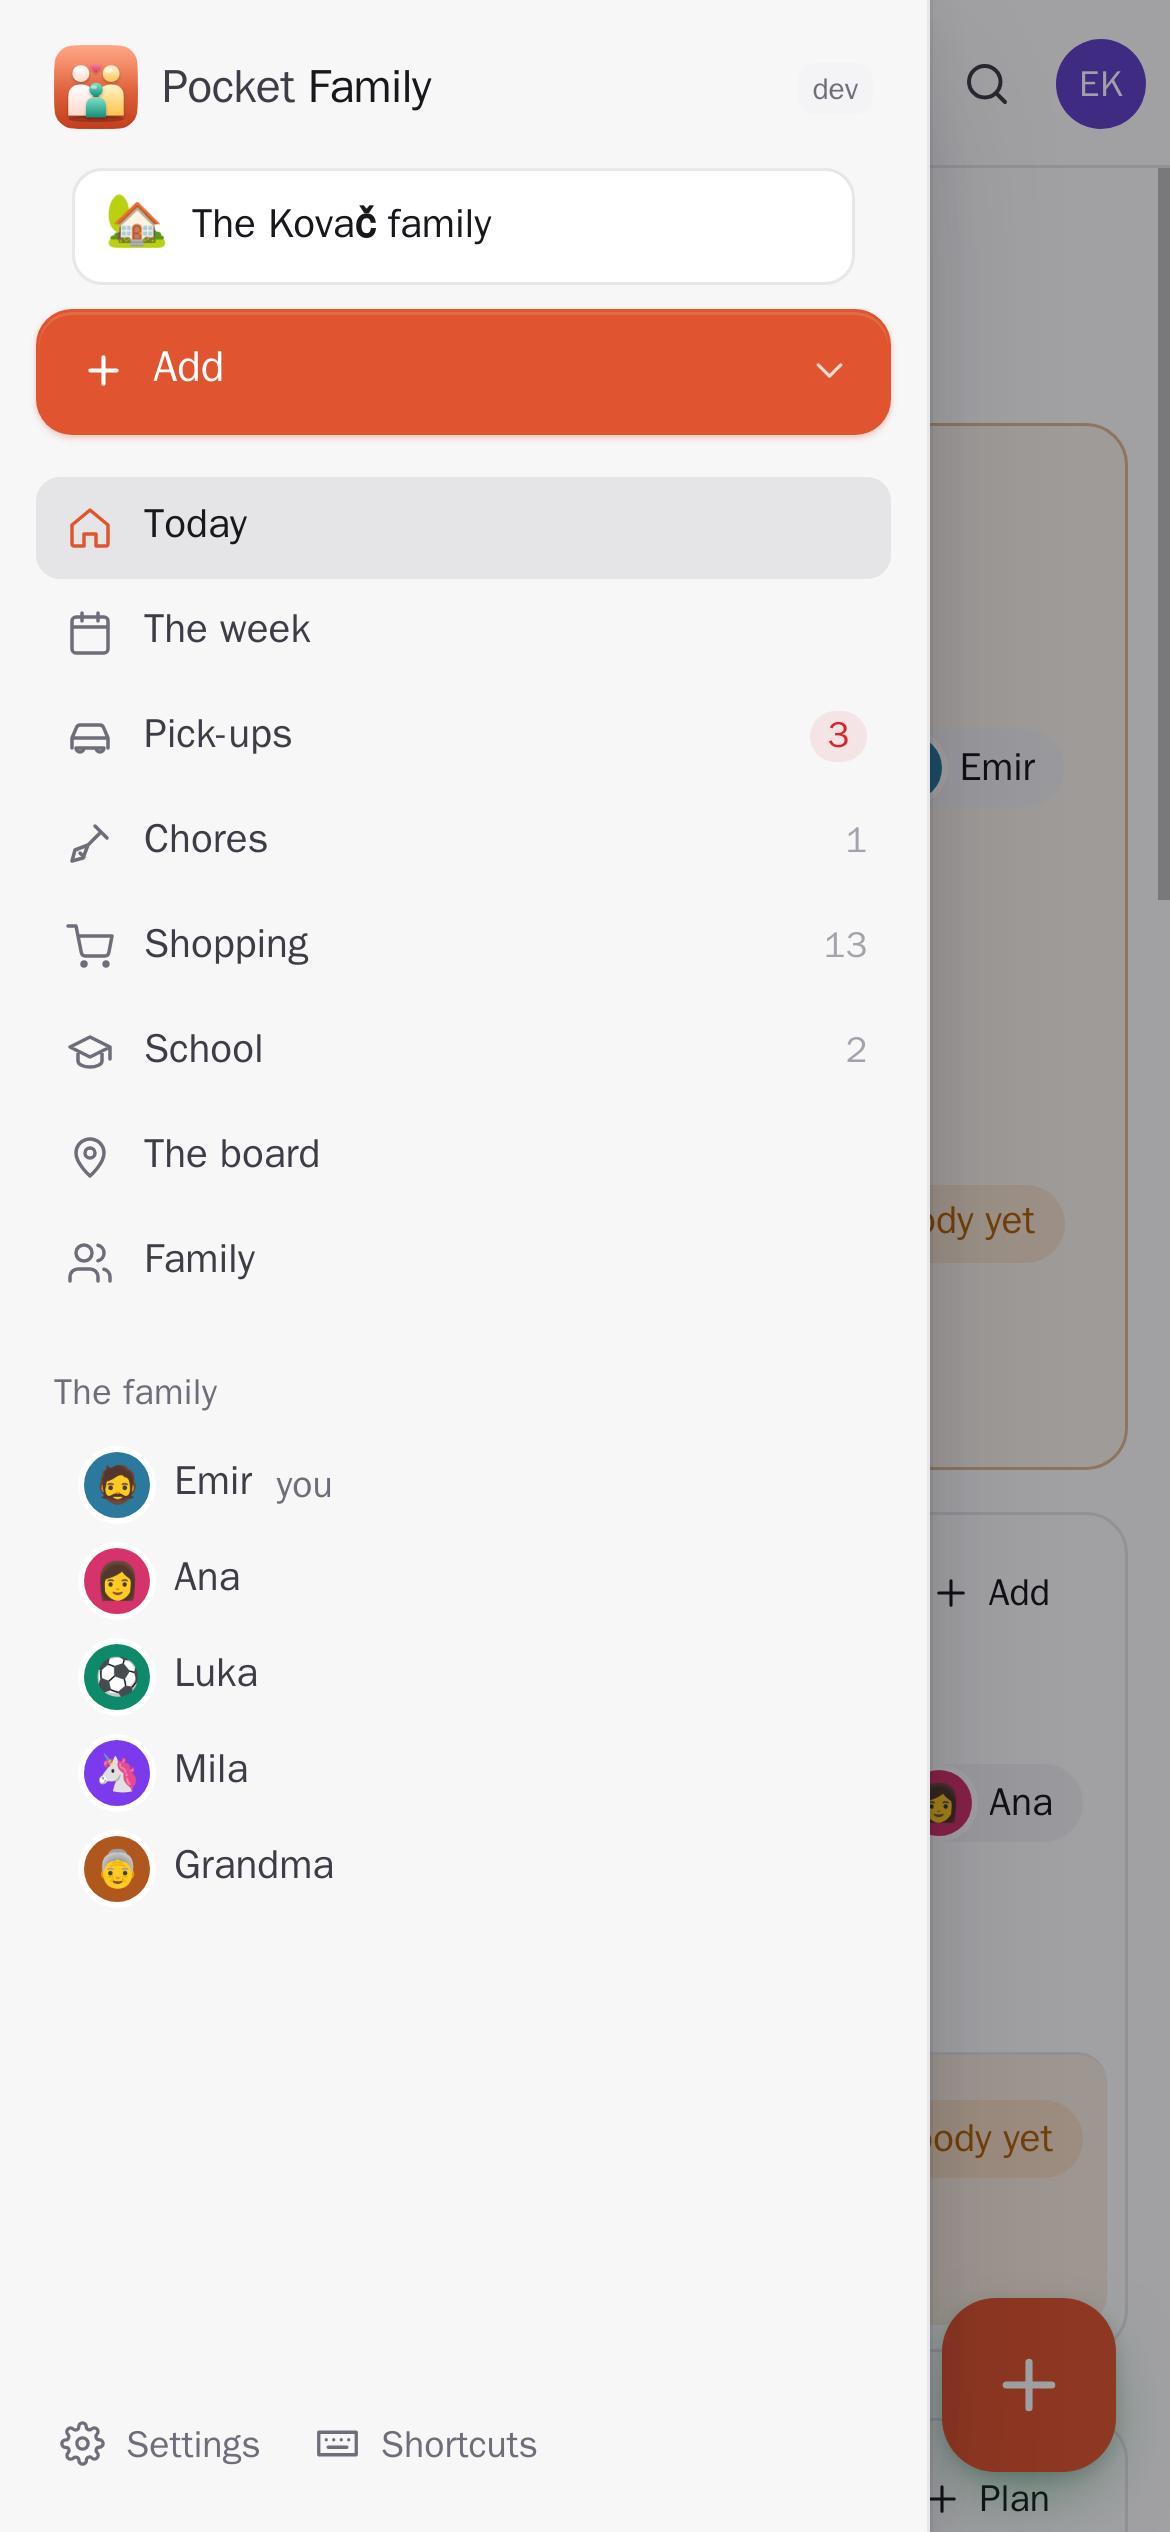 Pocket Family
dev
EK
The Kovač family
Add
Today
The week
Pick-ups
3
Emir
Chores
1
Shopping
13
School
2
The board
ody yet
Family
The family
Emir you
Ana
Add
Luka
Mila
Ana
Grandma
ody yet
Settings
Shortcuts
Plan